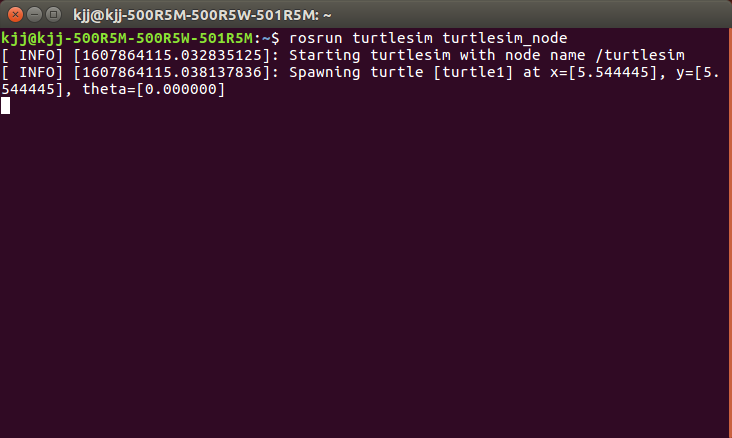 kjj@kjj-500R5M-500R5W-501R5M: ~
kjj@kjj-500R5M-500R5W-501R5M:~$ rosrun turtlesim turtlesim_node
[ INFO] [1607864115.032835125]: Starting turtlesim with node name /turtlesim
[ INFO] [1607864115.038137836]: Spawning turtle [turtle1] at x=[5.544445], y=[5.
544445], theta=[0.000000]